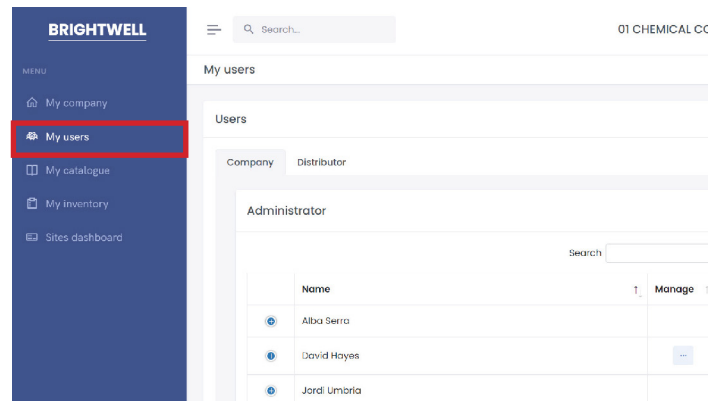 BRIGHTWELL
Search...
01 CHEMICAL CO
MENU
My users
My company
My users
My catalogue
My inventory
Sites dashboard
Users
Company
Distributor
Administrator
Search
Name
Manage
Alba Serra
David Hayes
...
Jordi Umbria